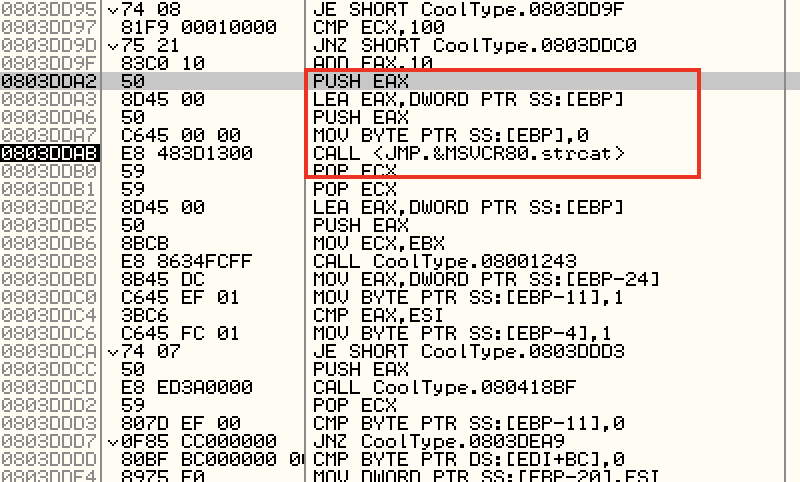 0803DD95 74 08 JE SHORT CoolType.0803DD9F
0803DD97 81F9 00010000 CMP ECX,100
0803DD9D 75 21 JNZ SHORT CoolType.0803DDC0
0803DD9F 83C0 10 ADD EAX,10
0803DDA2 50 PUSH EAX
0803DDA3 8D45 00 LEA EAX,DWORD PTR SS:[EBP]
0803DDA6 50 PUSH EAX
0803DDA7 C645 00 00 MOV BYTE PTR SS:[EBP],0
0803DDAB E8 483D1300 CALL <JMP.&MSVCR80.strcat>
0803DDB0 59 POP ECX
0803DDB1 59 POP ECX
0803DDB2 8D45 00 LEA EAX,DWORD PTR SS:[EBP]
0803DDB5 50 PUSH EAX
0803DDB6 8BCB MOV ECX,EBX
0803DDB8 E8 8634FCFF CALL CoolType.08001243
0803DDBD 8B45 DC MOV EAX,DWORD PTR SS:[EBP-24]
0803DDC0 C645 EF 01 MOV BYTE PTR SS:[EBP-11],1
0803DDC4 3BC6 CMP EAX,ESI
0803DDC6 C645 FC 01 MOV BYTE PTR SS:[EBP-4],1
0803DDCA 74 07 JE SHORT CoolType.0803DDD3
0803DDCC 50 PUSH EAX
0803DDCD E8 ED3A0000 CALL CoolType.080418BF
0803DDD2 59 POP ECX
0803DDD3 807D EF 00 CMP BYTE PTR SS:[EBP-11],0
0803DDD7 0F85 CC000000 JNZ CoolType.0803DEA9
0803DDDD 80BF BC000000 0 CMP BYTE PTR DS:[EDI+BC],0
0803DDE4 8975 E0 MOV DWORD PTR SS:[EBP-20],ESI